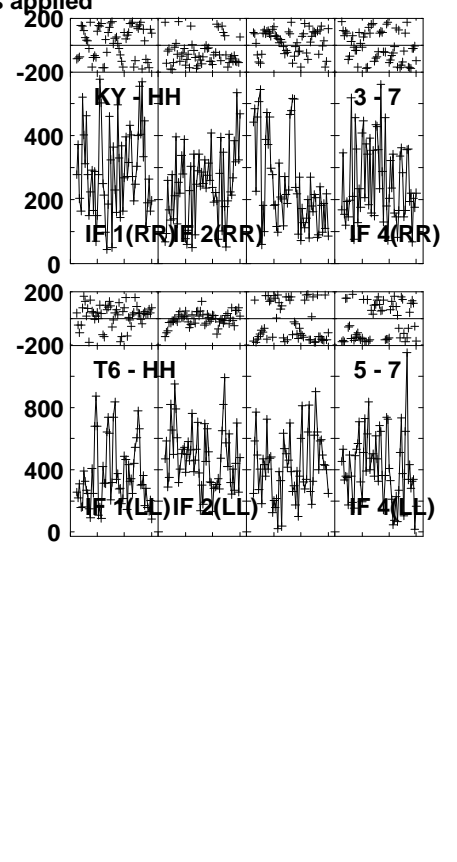 applied
200
-200
KY - HH 3 - 7
400
200
IF 1(RR) IF 2(RR) IF 4(RR)
0
200
-200
T6 - HH 5 - 7
800
400
IF 1(LL) IF 2(LL) IF 4(LL)
0